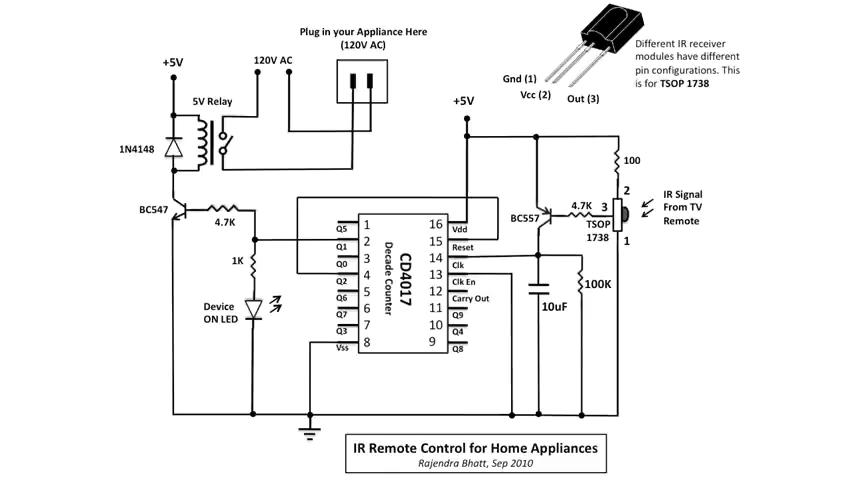 Plug in your Appliance Here
(120V AC)
Different IR receiver
modules have different
pin configurations. This
is for TSOP 1738
Gnd (1)
Vcc (2)
Out (3)
+5V
120V AC
5V Relay
+5V
1N4148
100
BC547
4.7K
1K
Device
ON LED
Q5
Q1
Q0
Q2
Q6
Q7
Q3
Vss
1
2
3
4
5
6
7
8
Decade Counter
CD4017
16
15
14
13
12
11
10
9
Vdd
Reset
Clk
Clk En
Carry Out
Q9
Q4
Q8
BC557
4.7K
3
2
1
TSOP
1738
IR Signal
From TV
Remote
10uF
100K
IR Remote Control for Home Appliances
Rajendra Bhatt, Sep 2010